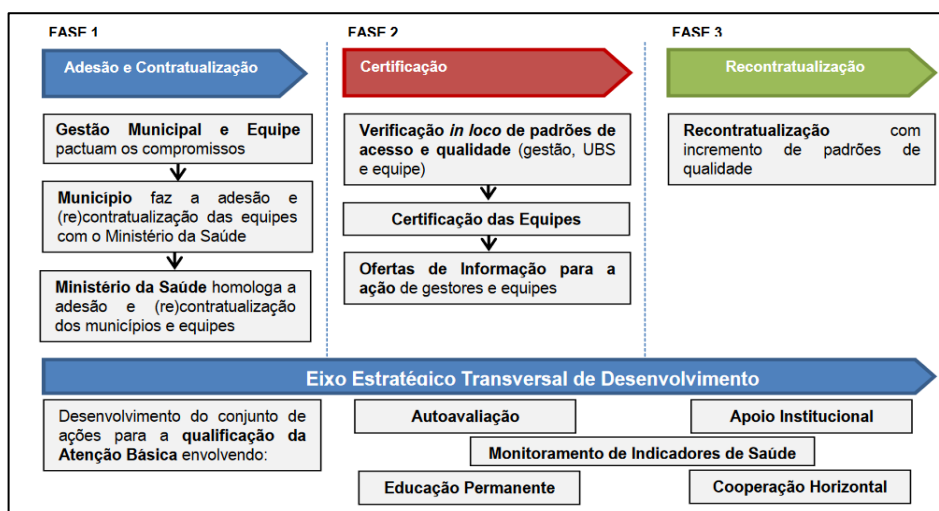 FASE 1
Adesão e Contratualização
Gestão Municipal e Equipe
pactuam os compromissos
Município faz a adesão e
(re)contratualização das equipes
com o Ministério da Saúde
Ministério da Saúde homologa a
adesão e (re)contratualização
dos municípios e equipes
FASE 2
Certificação
Verificação in loco de padrões de
acesso e qualidade (gestão, UBS
e equipe)
Certificação das Equipes
Ofertas de Informação para a
ação de gestores e equipes
FASE 3
Recontratualização
Recontratualização com
incremento de padrões de
qualidade
Eixo Estratégico Transversal de Desenvolvimento
Desenvolvimento do conjunto de
ações para a qualificação da
Atenção Básica envolvendo:
Autoavaliação
Apoio Institucional
Monitoramento de Indicadores de Saúde
Educação Permanente
Cooperação Horizontal